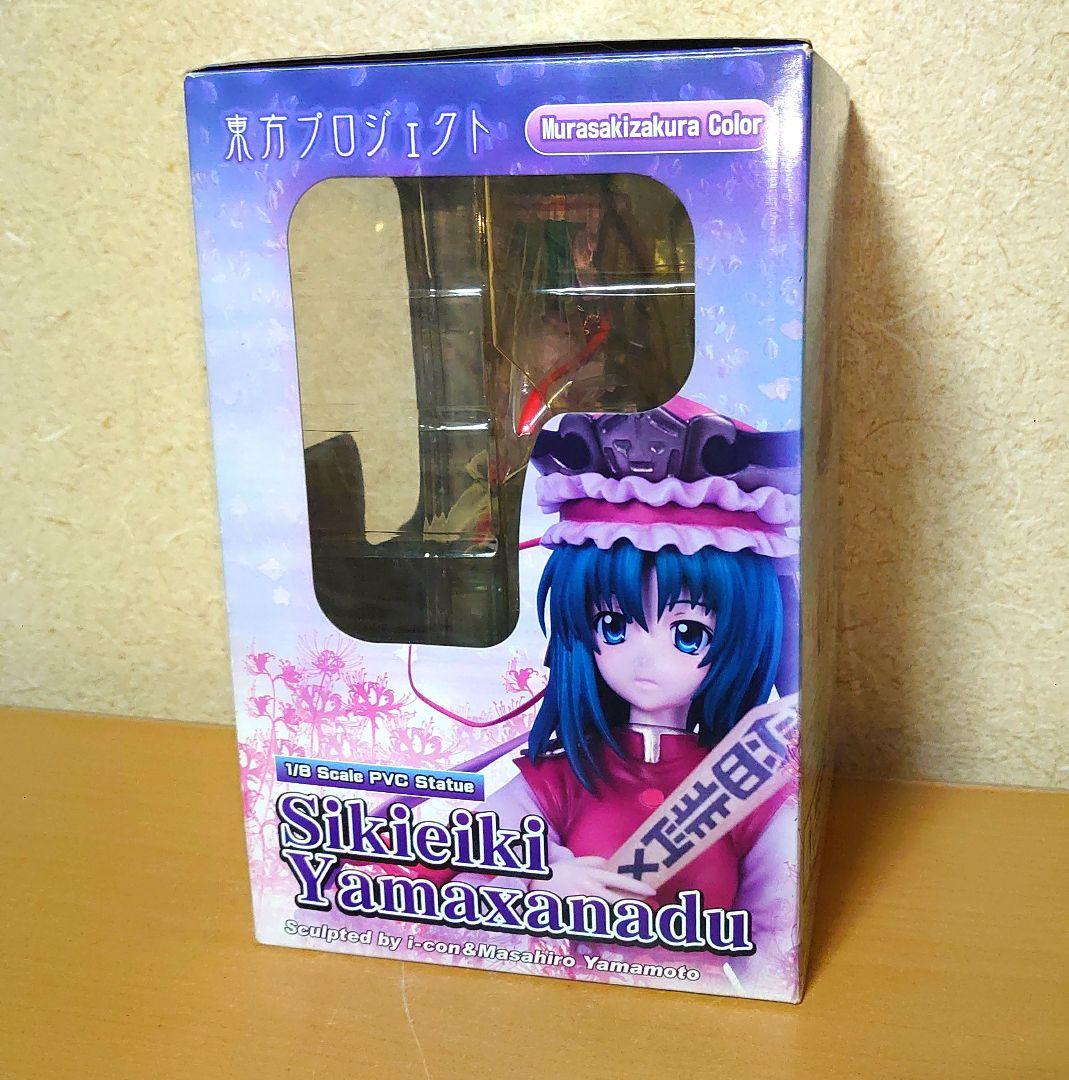 東方プロジェクト
Murasakizakura Color
1/8 Scale PVC Statue
Sikieiki
Yamaxanadu
Sculpted by i-con&Masahiro Yamamoto